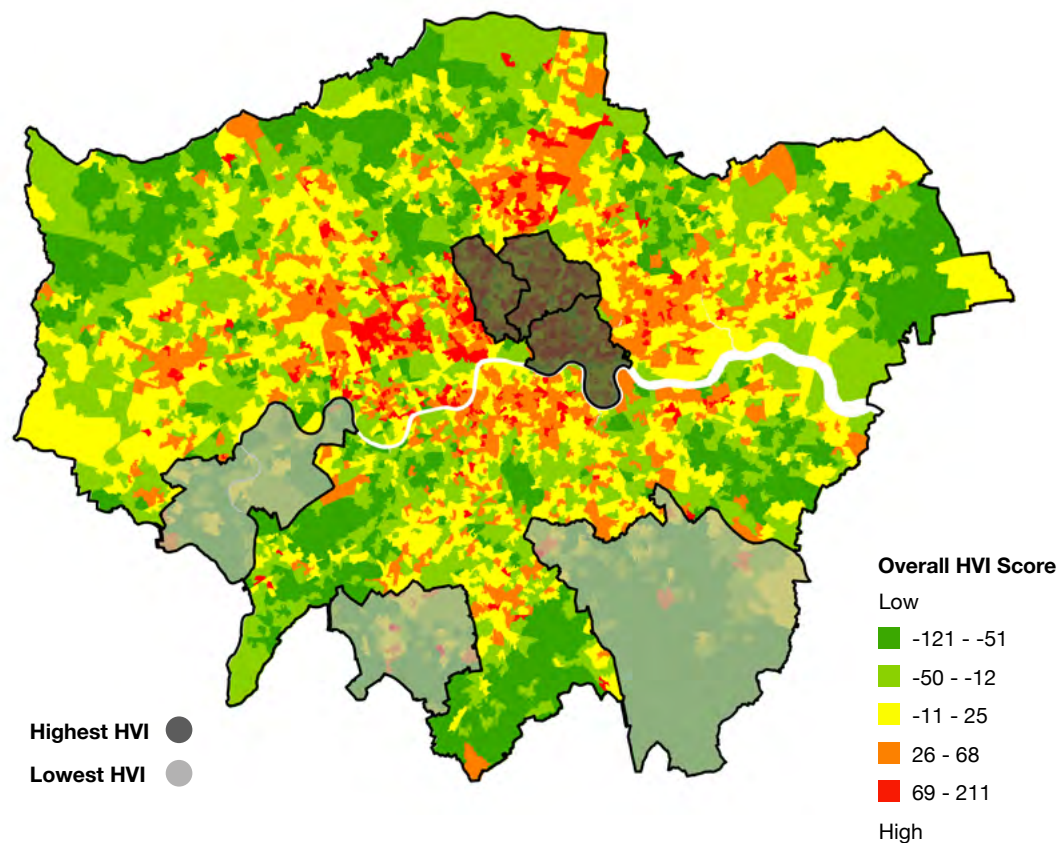 Highest HVI
Lowest HVI
Overall HVI Score
Low
-121 - -51
-50 - -12
-11 - 25
26 - 68
69 - 211
High